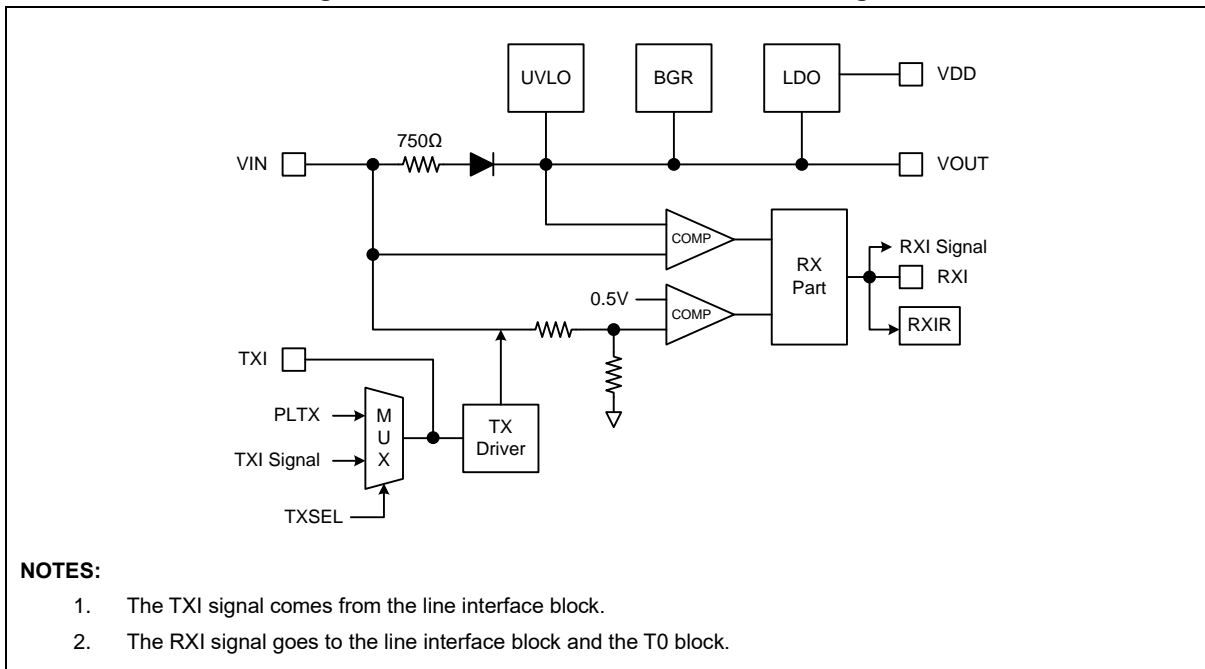 UVLO
BGR
LDO
VDD
750Ω
VIN
VOUT
COMP
RX
Part
RXI Signal
RXI
0.5V
COMP
RXIR
TXI
PLTX
M
U
X
TX
Driver
TXI Signal
TXSEL
NOTES:
1. The TXI signal comes from the line interface block.
2. The RXI signal goes to the line interface block and the T0 block.